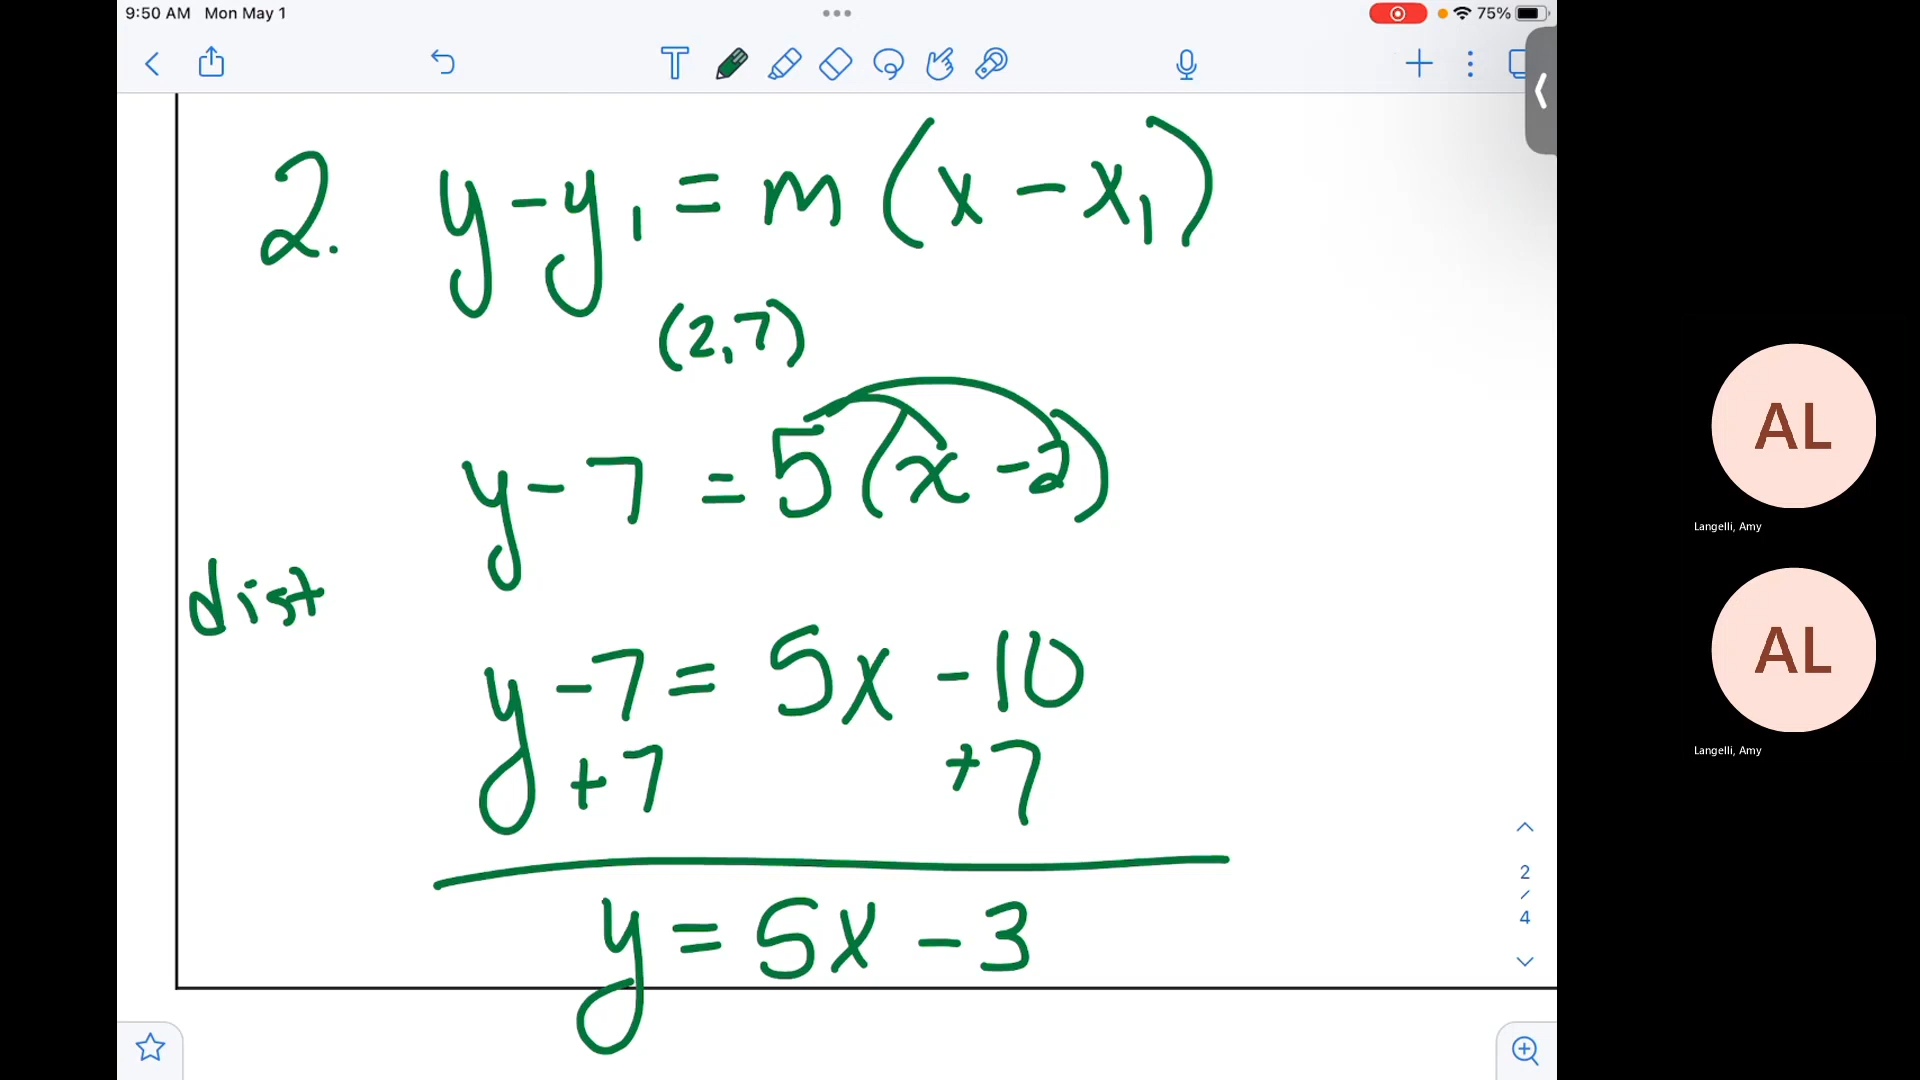 9:50 AM Mon May 1
75%
2. y-y₁ = m(x-x₁)
(2,7)
y-7 = 5(x-2)
dist
y-7 = 5x-10
+7 +7
y = 5x-3
2
/
4
AL
Langelli, Amy
AL
Langelli, Amy